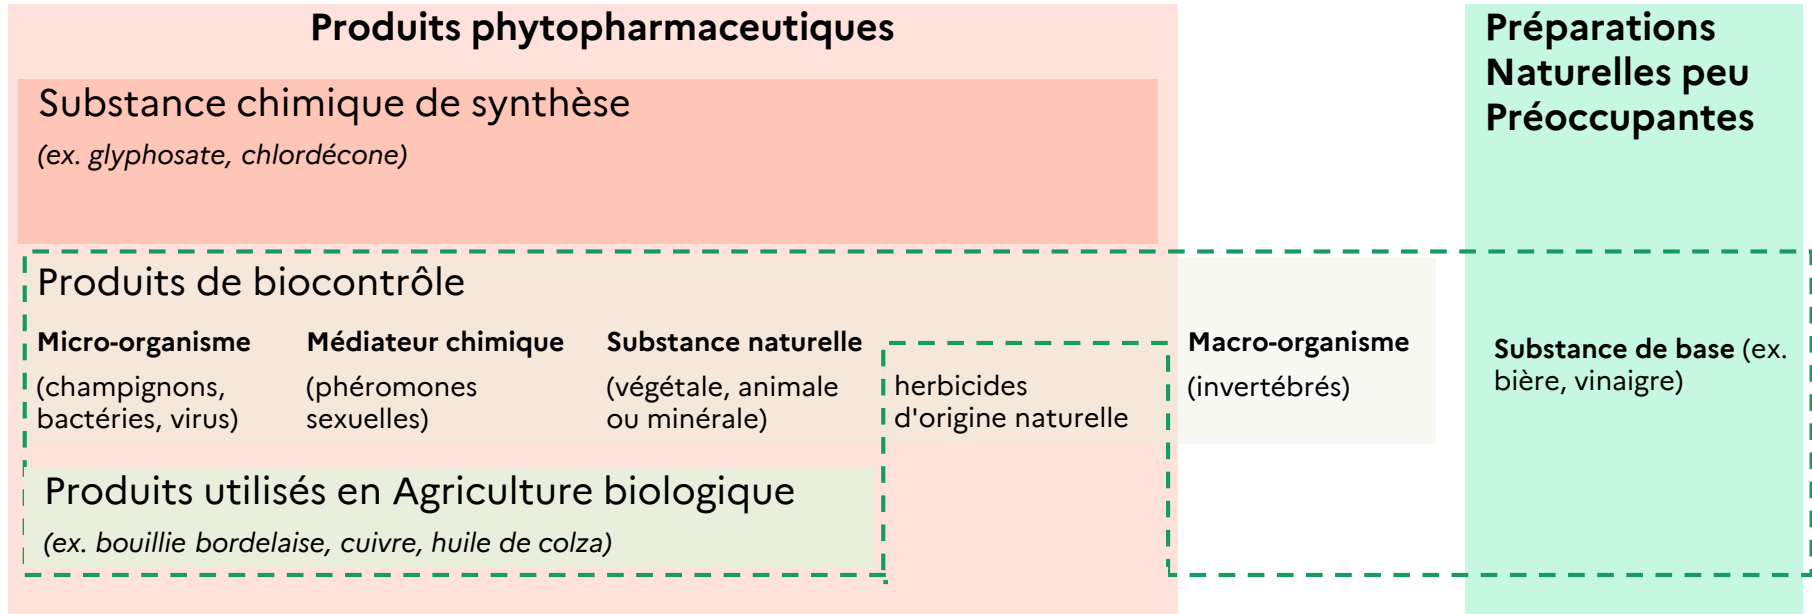 Produits phytopharmaceutiques
Préparations
Naturelles peu
Préoccupantes
Substance chimique de synthèse
(ex. glyphosate, chlordécone)
Produits de biocontrôle
Micro-organisme
(champignons,
bactéries, virus)
Médiateur chimique
(phéromones
sexuelles)
Substance naturelle
(végétale, animale
ou minérale)
herbicides
d'origine naturelle
Macro-organisme
(invertébrés)
Substance de base (ex.
bière, vinaigre)
Produits utilisés en Agriculture biologique
(ex. bouillie bordelaise, cuivre, huile de colza)